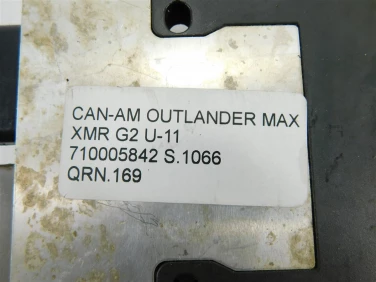 CAN-AM OUTLANDER MAX
XMR G2 U-11
710005842 S.1066
QRN.169